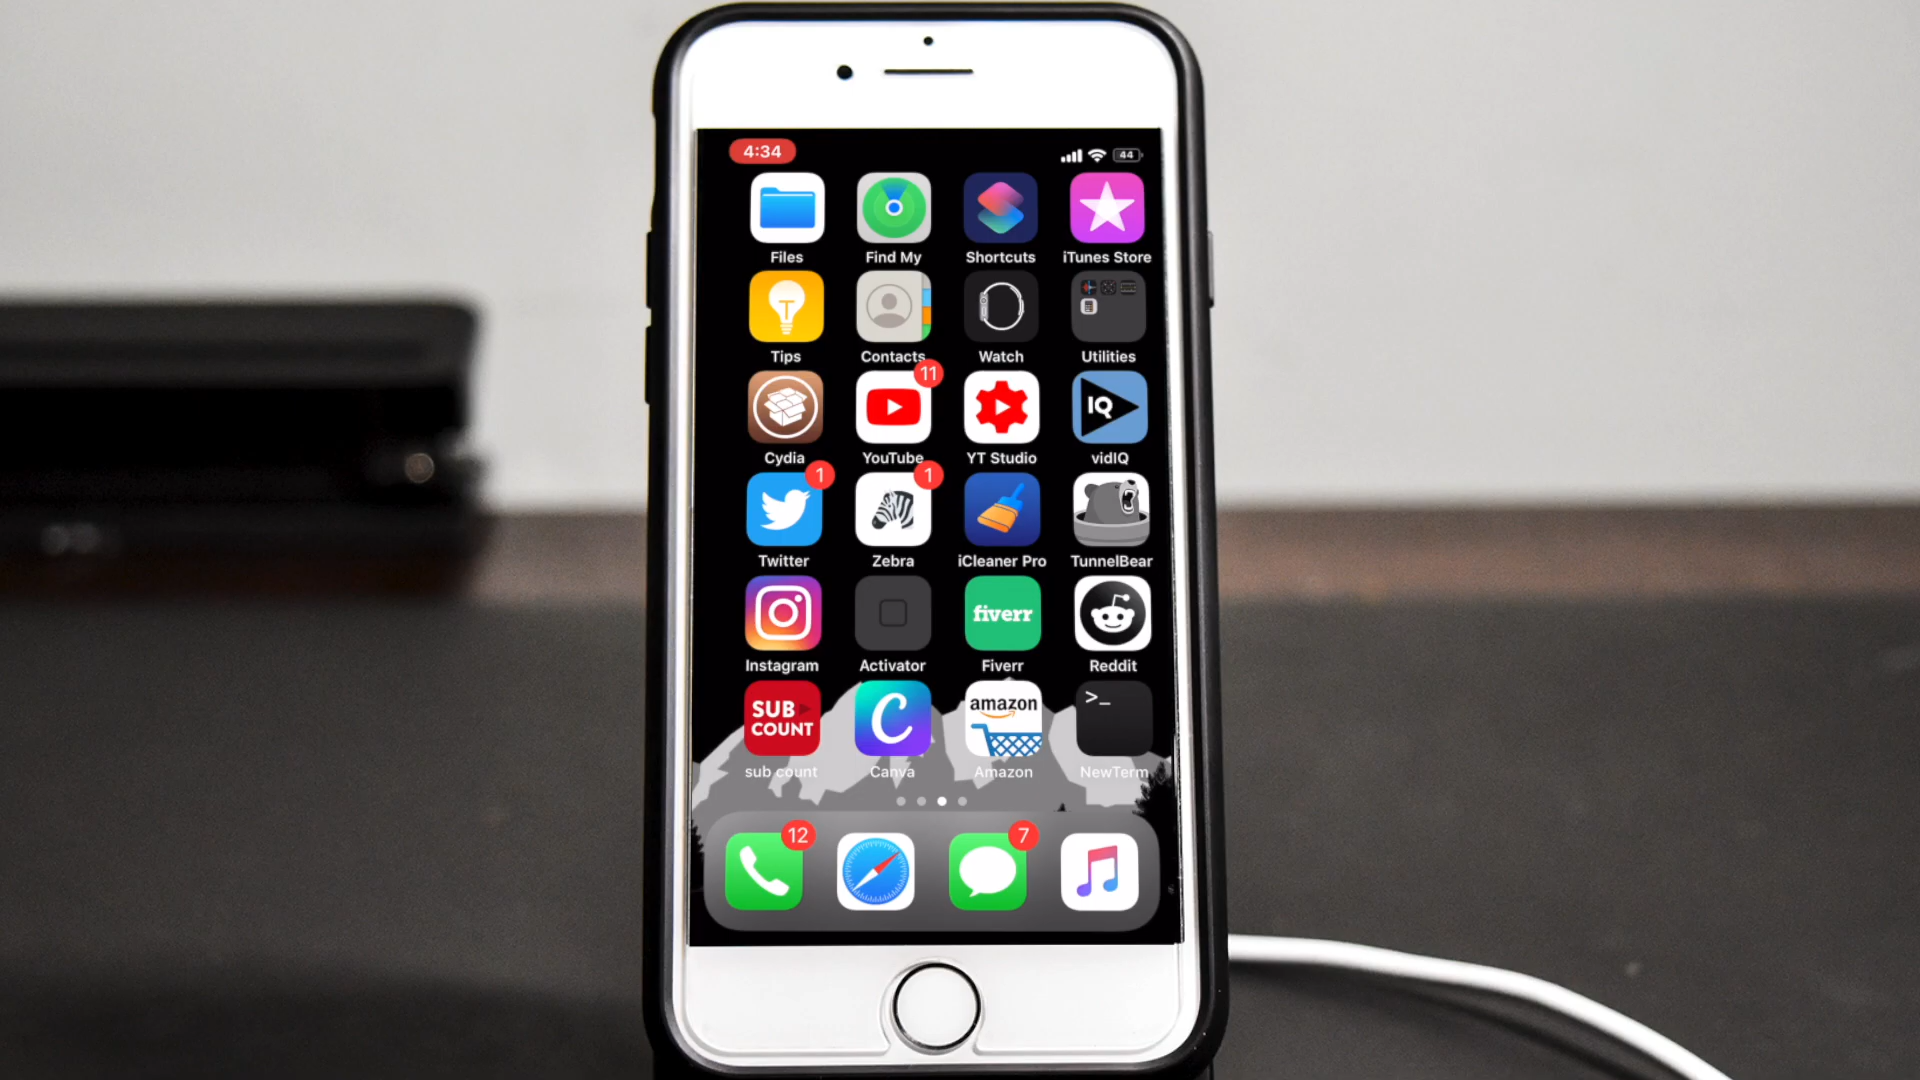 4:34
44
Files Find My Shortcuts iTunes Store
Tips Contacts Watch Utilities
11
IQ
Cydia YouTube YT Studio vidIQ
1 1
Twitter Zebra iCleaner Pro TunnelBear
fiverr
Instagram Activator Fiverr Reddit
SUB
COUNT
amazon
>_
sub count Canva Amazon NewTerm
12 7